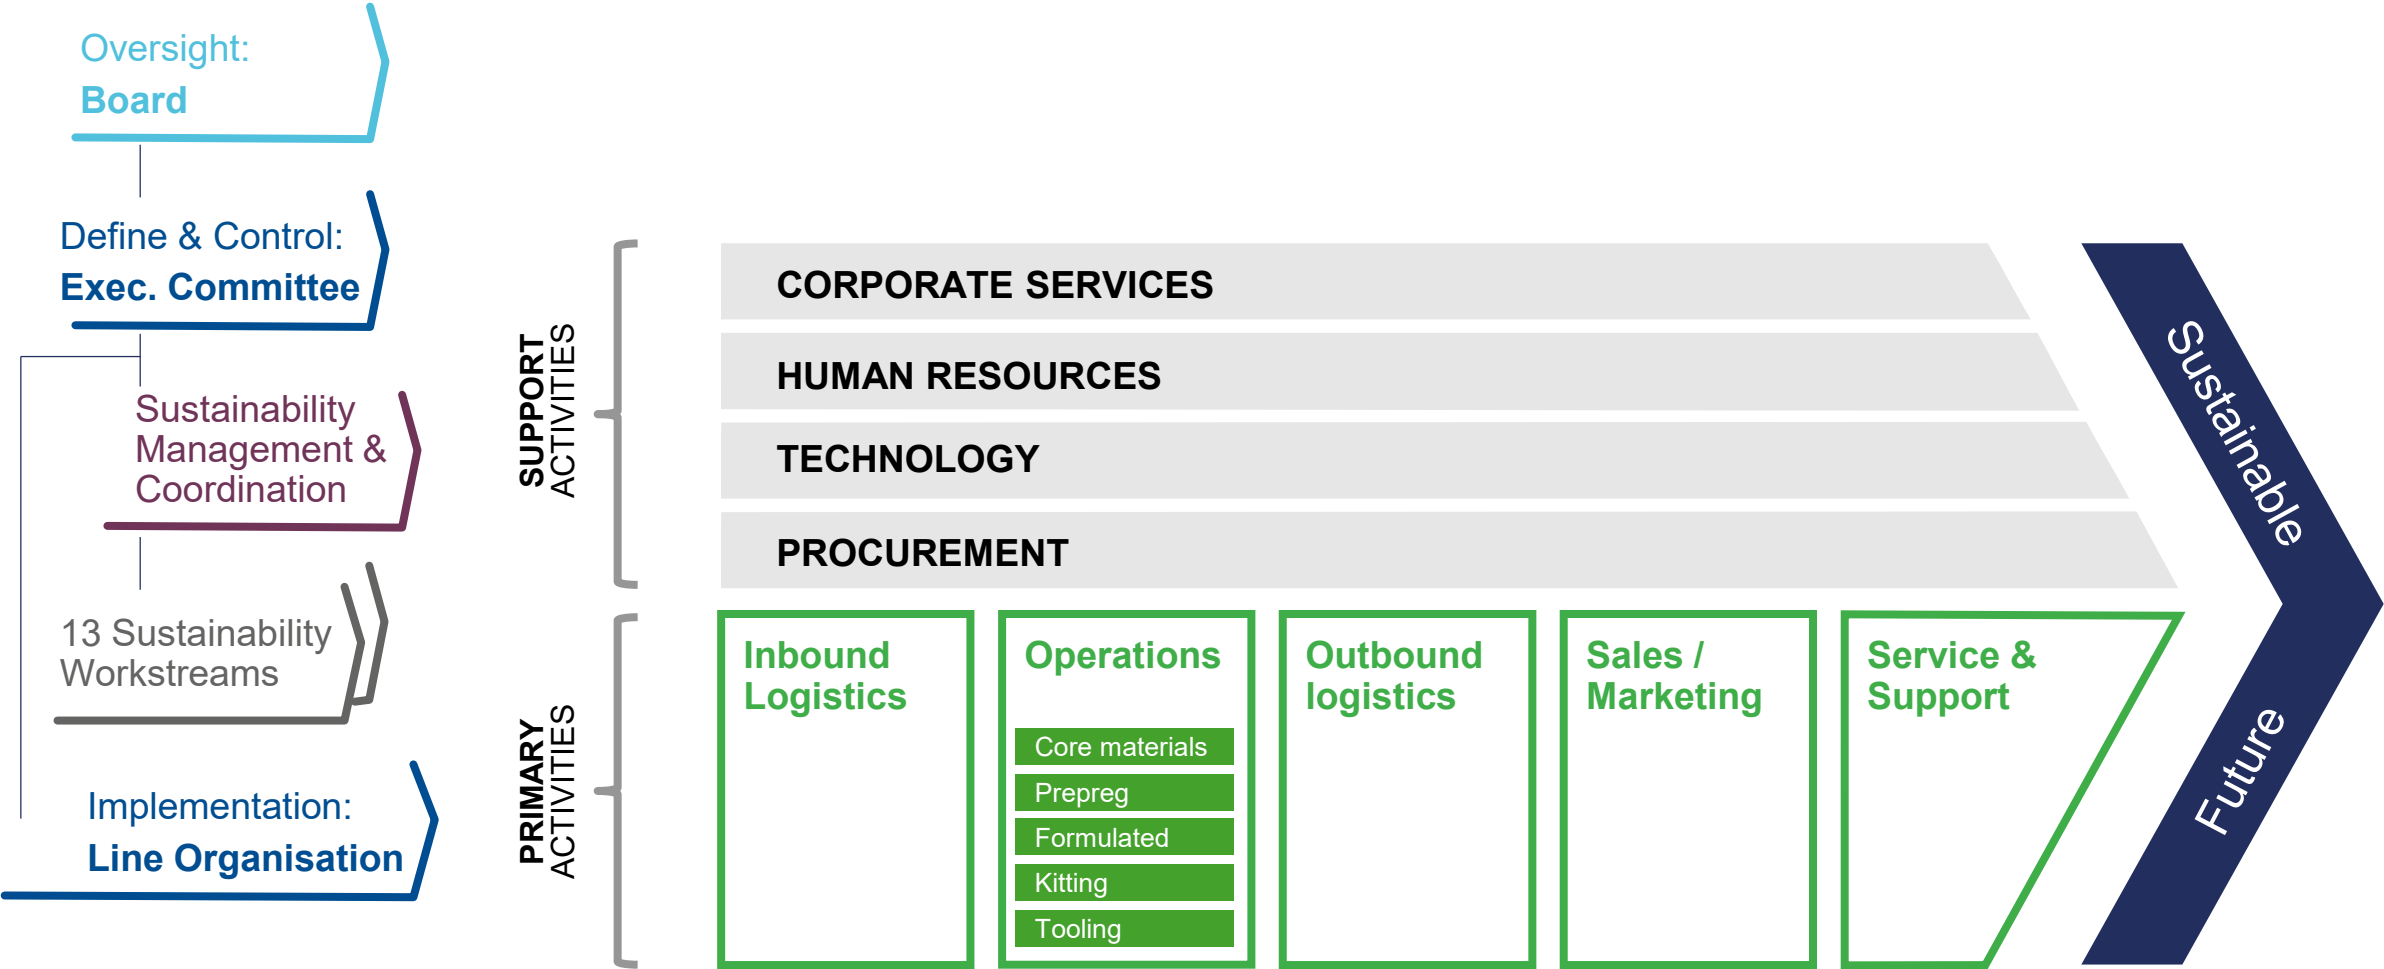 Oversight:
Board
Define & Control:
Exec. Committee
Sustainability
Management &
Coordination
13 Sustainability
Workstreams
Implementation:
Line Organisation
SUPPORT
ACTIVITIES
CORPORATE SERVICES
HUMAN RESOURCES
TECHNOLOGY
PROCUREMENT
PRIMARY
ACTIVITIES
Inbound
Logistics
Operations
Core materials
Prepreg
Formulated
Kitting
Tooling
Outbound
logistics
Sales /
Marketing
Service &
Support
Sustainable
Future